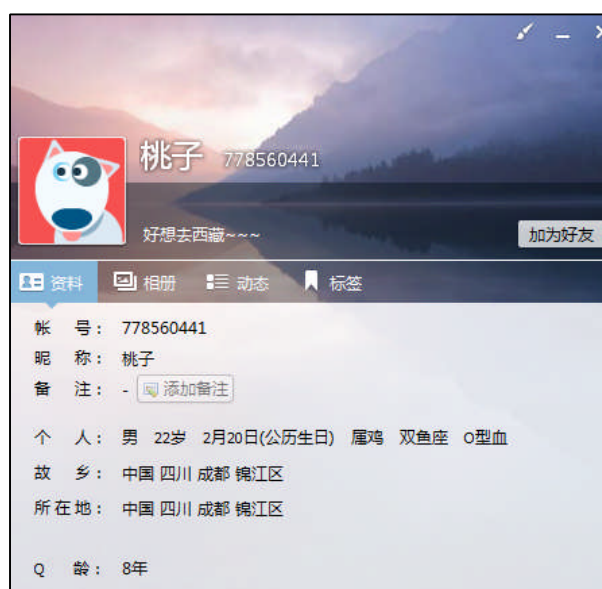 桃子 778560441
好想去西藏~~~
加为好友
资料 相册 动态 标签
帐 号： 778560441
昵 称： 桃子
备 注： - 添加备注
个 人： 男 22岁 2月20日(公历生日) 属鸡 双鱼座 O型血
故 乡： 中国 四川 成都 锦江区
所在地： 中国 四川 成都 锦江区
Q 龄： 8年